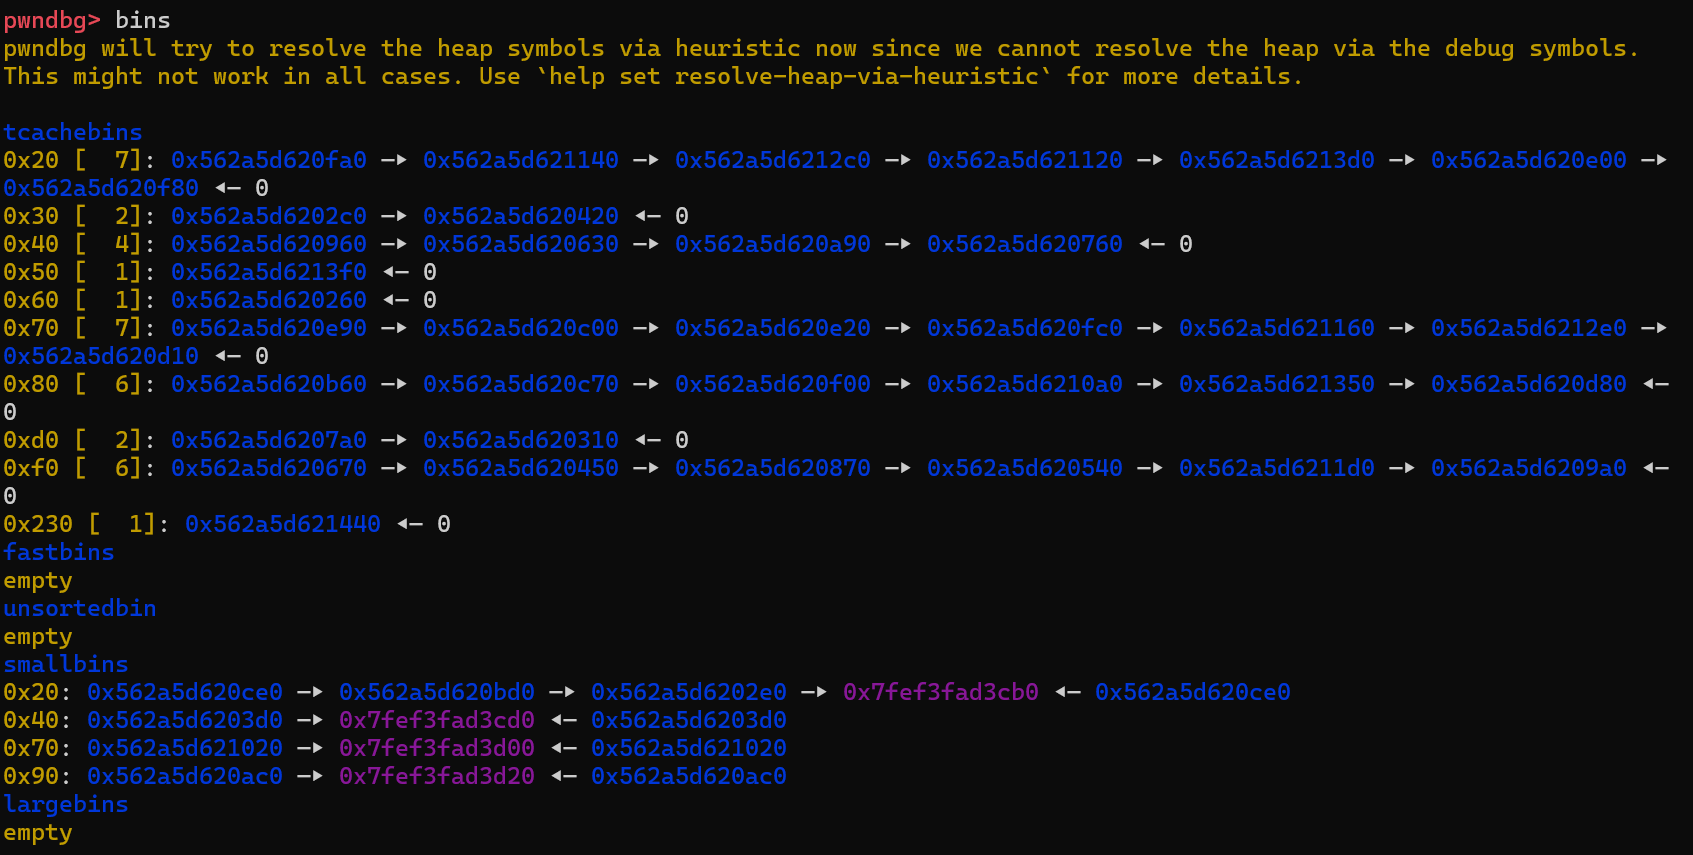 pwndbg> bins
pwndbg will try to resolve the heap symbols via heuristic now since we cannot resolve the heap via the debug symbols.
This might not work in all cases. Use `help set resolve-heap-via-heuristic` for more details.
tcachebins
0x20 [  7]: 0x562a5d620fa0 —▸ 0x562a5d621140 —▸ 0x562a5d6212c0 —▸ 0x562a5d621120 —▸ 0x562a5d6213d0 —▸ 0x562a5d620e00 —▸
0x562a5d620f80 ◂— 0
0x30 [  2]: 0x562a5d6202c0 —▸ 0x562a5d620420 ◂— 0
0x40 [  4]: 0x562a5d620960 —▸ 0x562a5d620630 —▸ 0x562a5d620a90 —▸ 0x562a5d620760 ◂— 0
0x50 [  1]: 0x562a5d6213f0 ◂— 0
0x60 [  1]: 0x562a5d620260 ◂— 0
0x70 [  7]: 0x562a5d620e90 —▸ 0x562a5d620c00 —▸ 0x562a5d620e20 —▸ 0x562a5d620fc0 —▸ 0x562a5d621160 —▸ 0x562a5d6212e0 —▸
0x562a5d620d10 ◂— 0
0x80 [  6]: 0x562a5d620b60 —▸ 0x562a5d620c70 —▸ 0x562a5d620f00 —▸ 0x562a5d6210a0 —▸ 0x562a5d621350 —▸ 0x562a5d620d80 ◂—
0
0xd0 [  2]: 0x562a5d6207a0 —▸ 0x562a5d620310 ◂— 0
0xf0 [  6]: 0x562a5d620670 —▸ 0x562a5d620450 —▸ 0x562a5d620870 —▸ 0x562a5d620540 —▸ 0x562a5d6211d0 —▸ 0x562a5d6209a0 ◂—
0
0x230 [  1]: 0x562a5d621440 ◂— 0
fastbins
empty
unsortedbin
empty
smallbins
0x20: 0x562a5d620ce0 —▸ 0x562a5d620bd0 —▸ 0x562a5d6202e0 —▸ 0x7fef3fad3cb0 ◂— 0x562a5d620ce0
0x40: 0x562a5d6203d0 —▸ 0x7fef3fad3cd0 ◂— 0x562a5d6203d0
0x70: 0x562a5d621020 —▸ 0x7fef3fad3d00 ◂— 0x562a5d621020
0x90: 0x562a5d620ac0 —▸ 0x7fef3fad3d20 ◂— 0x562a5d620ac0
largebins
empty